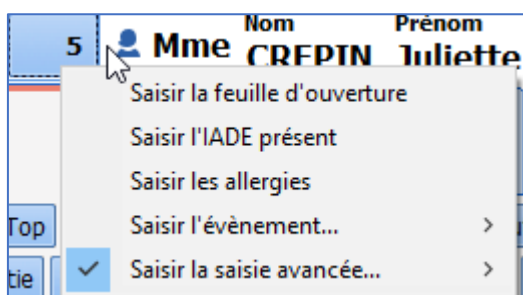 Nom Prénom
5 Mme CREPIN Juliette
Saisir la feuille d'ouverture
Saisir l'IADE présent
Saisir les allergies
Top Saisir l'évènement...
tie Saisir la saisie avancée...